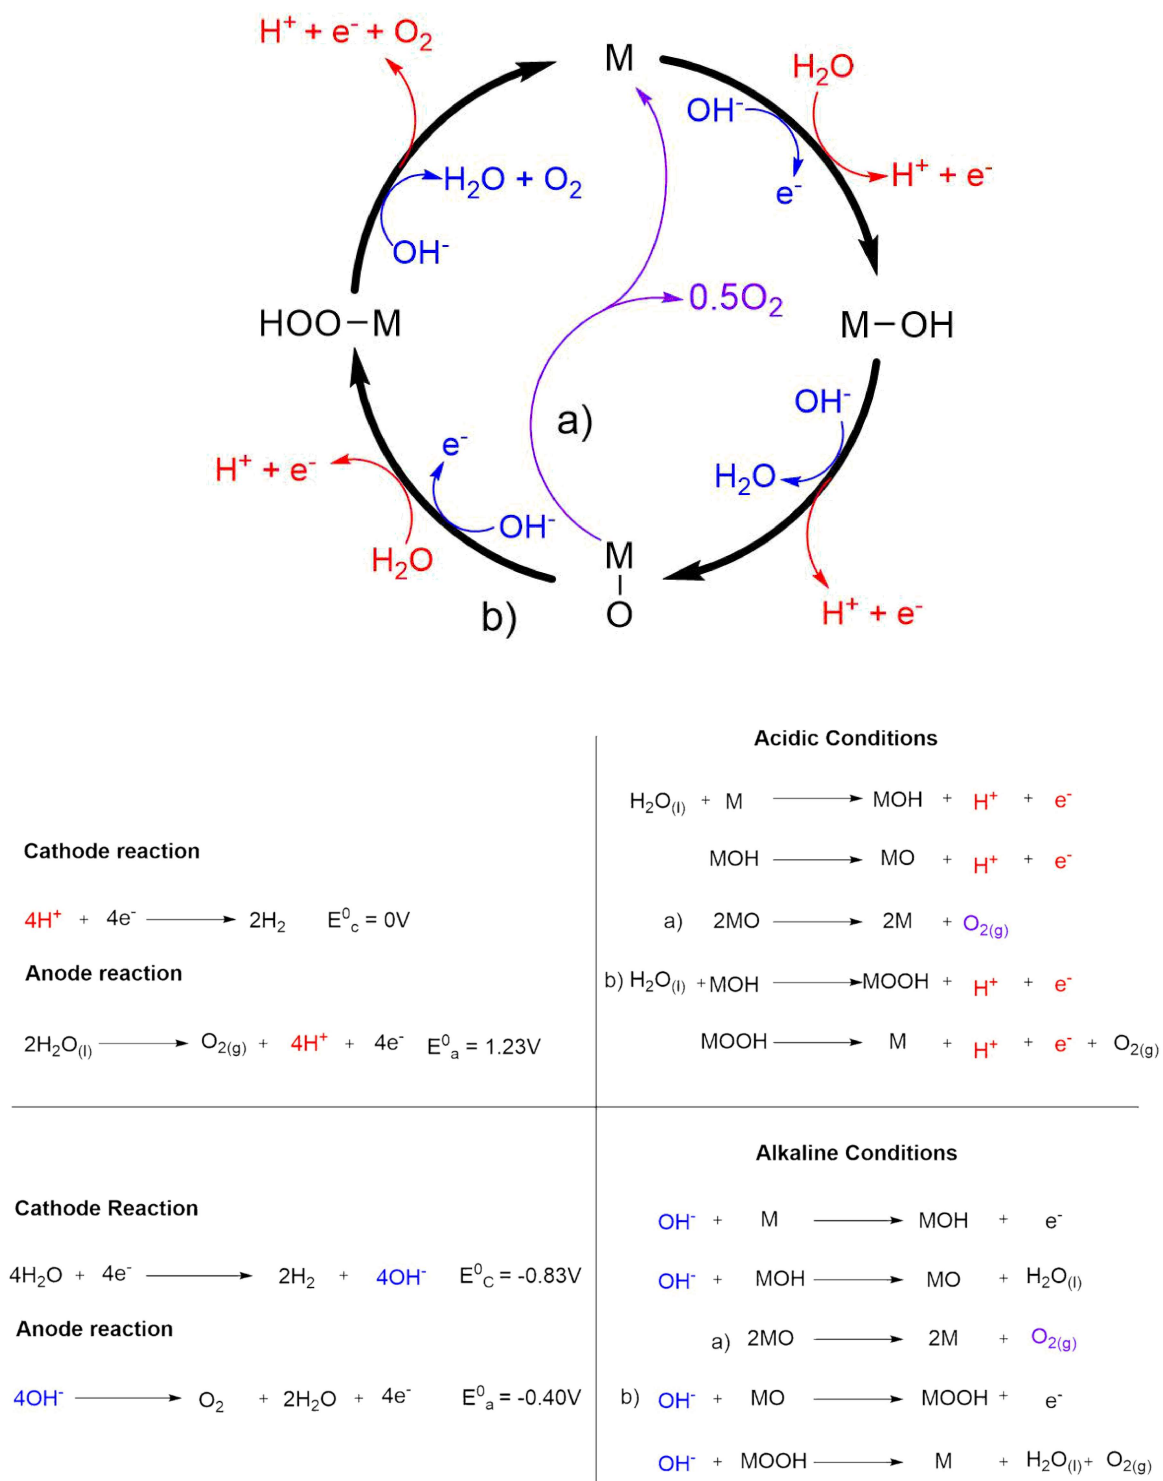 H₂O
H⁺ + e⁻ + O₂
M
OH⁻
H⁺ + e⁻
e⁻
H₂O + O₂
OH⁻
0.5O₂
HOO–M
M–OH
a)
OH⁻
e⁻
H₂O
H⁺ + e⁻
OH⁻
H₂O
M
O
b)
H⁺ + e⁻
Acidic Conditions
H₂O(l) + M → MOH + H⁺ + e⁻
MOH → MO + H⁺ + e⁻
a) 2MO → 2M + O₂(g)
b) H₂O(l) + MOH → MOOH + H⁺ + e⁻
MOOH → M + H⁺ + e⁻ + O₂(g)
Cathode reaction
4H⁺ + 4e⁻ → 2H₂ E⁰c = 0V
Anode reaction
2H₂O(l) → O₂(g) + 4H⁺ + 4e⁻ E⁰a = 1.23V
Alkaline Conditions
OH⁻ + M → MOH + e⁻
OH⁻ + MOH → MO + H₂O(l)
a) 2MO → 2M + O₂(g)
b) OH⁻ + MO → MOOH + e⁻
OH⁻ + MOOH → M + H₂O(l) + O₂(g)
Cathode Reaction
4H₂O + 4e⁻ → 2H₂ + 4OH⁻ E⁰C = -0.83V
Anode reaction
4OH⁻ → O₂ + 2H₂O + 4e⁻ E⁰a = -0.40V